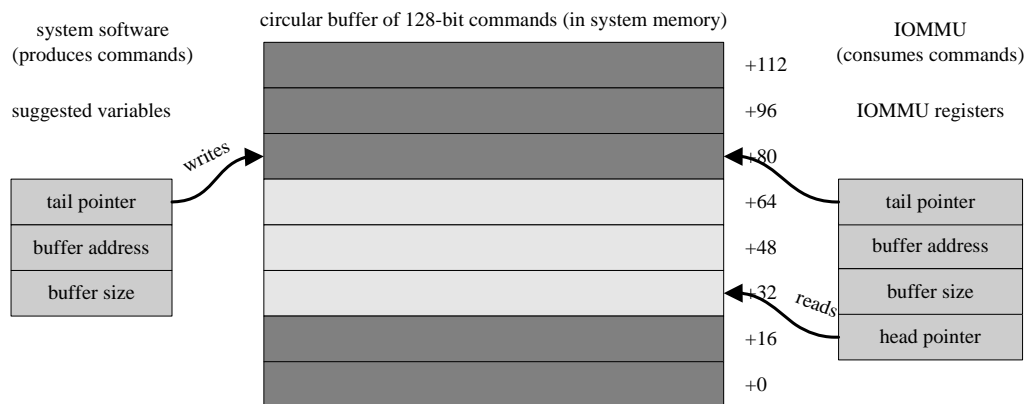 circular buffer of 128-bit commands (in system memory)
system software
(produces commands)
IOMMU
(consumes commands)
+112
suggested variables
+96
IOMMU registers
writes
+80
tail pointer
+64
tail pointer
buffer address
+48
buffer address
buffer size
+32
reads
buffer size
+16
head pointer
+0